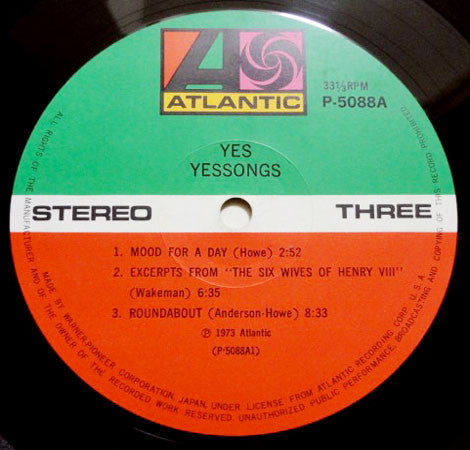 ATLANTIC
33⅓RPM
P-5088A
YES
YESSONGS
STEREO
THREE
1. MOOD FOR A DAY (Howe) 2:52
2. EXCERPTS FROM "THE SIX WIVES OF HENRY VIII"
(Wakeman) 6:35
3. ROUNDABOUT (Anderson-Howe) 8:33
℗ 1973 Atlantic
(P-5088A1)
MADE BY WARNER-PIONEER CORPORATION, JAPAN, UNDER LICENSE FROM ATLANTIC RECORDING CORP. U.S.A.
ALL RIGHTS OF THE MANUFACTURER AND OF THE OWNER OF THE RECORDED WORK RESERVED. UNAUTHORIZED PUBLIC PERFORMANCE, BROADCASTING AND COPYING OF THIS RECORD PROHIBITED